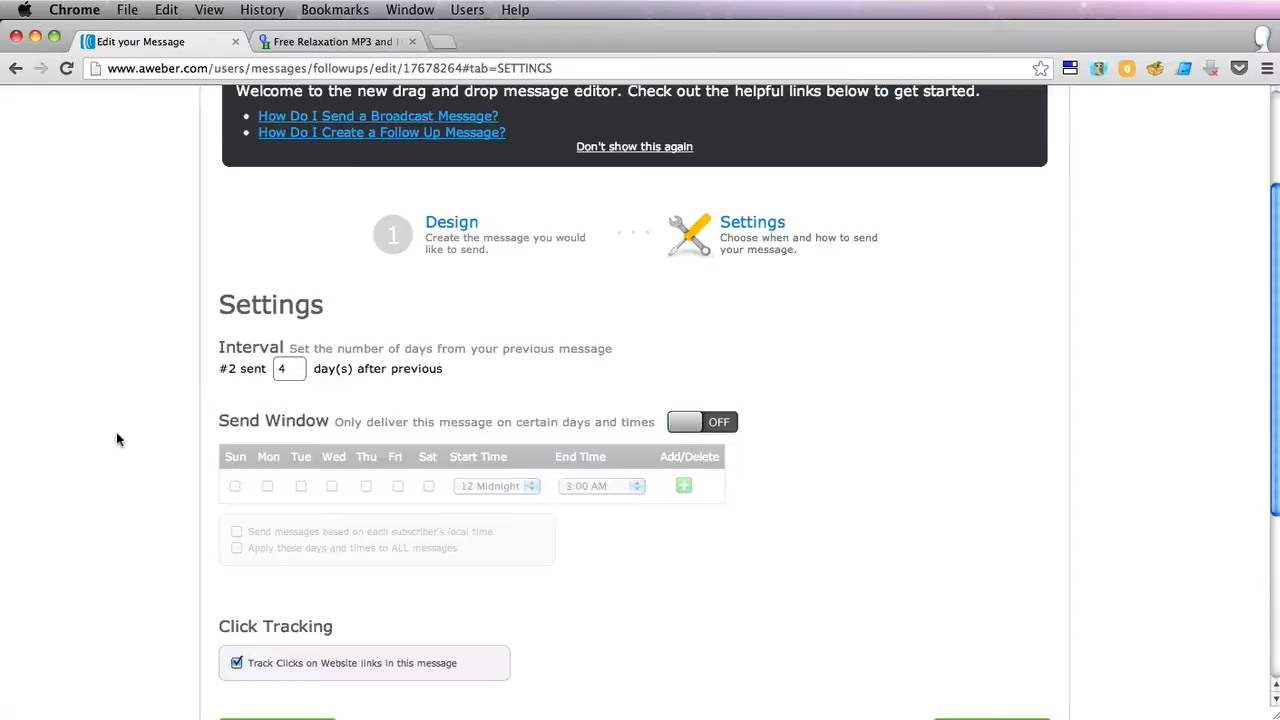 Chrome File Edit View History Bookmarks Window Users Help
Edit your Message
Free Relaxation MP3 and
www.aweber.com/users/messages/followups/edit/17678264#tab=SETTINGS
Welcome to the new drag and drop message editor. Check out the helpful links below to get started.
How Do I Send a Broadcast Message?
How Do I Create a Follow Up Message?
Don't show this again
1
Design
Create the message you would
like to send.
Settings
Choose when and how to send
your message.
Settings
Interval Set the number of days from your previous message
#2 sent 4 day(s) after previous
Send Window Only deliver this message on certain days and times OFF
Sun Mon Tue Wed Thu Fri Sat Start Time End Time Add/Delete
12 Midnight 3:00 AM
Send messages based on each subscriber's local time
Apply these days and times to ALL messages
Click Tracking
Track Clicks on Website links in this message